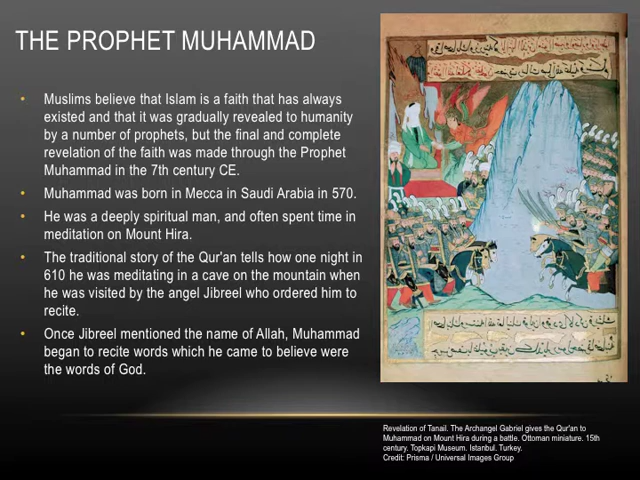 THE PROPHET MUHAMMAD
• Muslims believe that Islam is a faith that has always
existed and that it was gradually revealed to humanity
by a number of prophets, but the final and complete
revelation of the faith was made through the Prophet
Muhammad in the 7th century CE.
• Muhammad was born in Mecca in Saudi Arabia in 570.
• He was a deeply spiritual man, and often spent time in
meditation on Mount Hira.
• The traditional story of the Qur'an tells how one night in
610 he was meditating in a cave on the mountain when
he was visited by the angel Jibreel who ordered him to
recite.
• Once Jibreel mentioned the name of Allah, Muhammad
began to recite words which he came to believe were
the words of God.
Revelation of Tanail. The Archangel Gabriel gives the Qur'an to
Muhammad on Mount Hira during a battle. Ottoman miniature. 15th
century. Topkapi Museum. Istanbul. Turkey.
Credit: Prisma / Universal Images Group